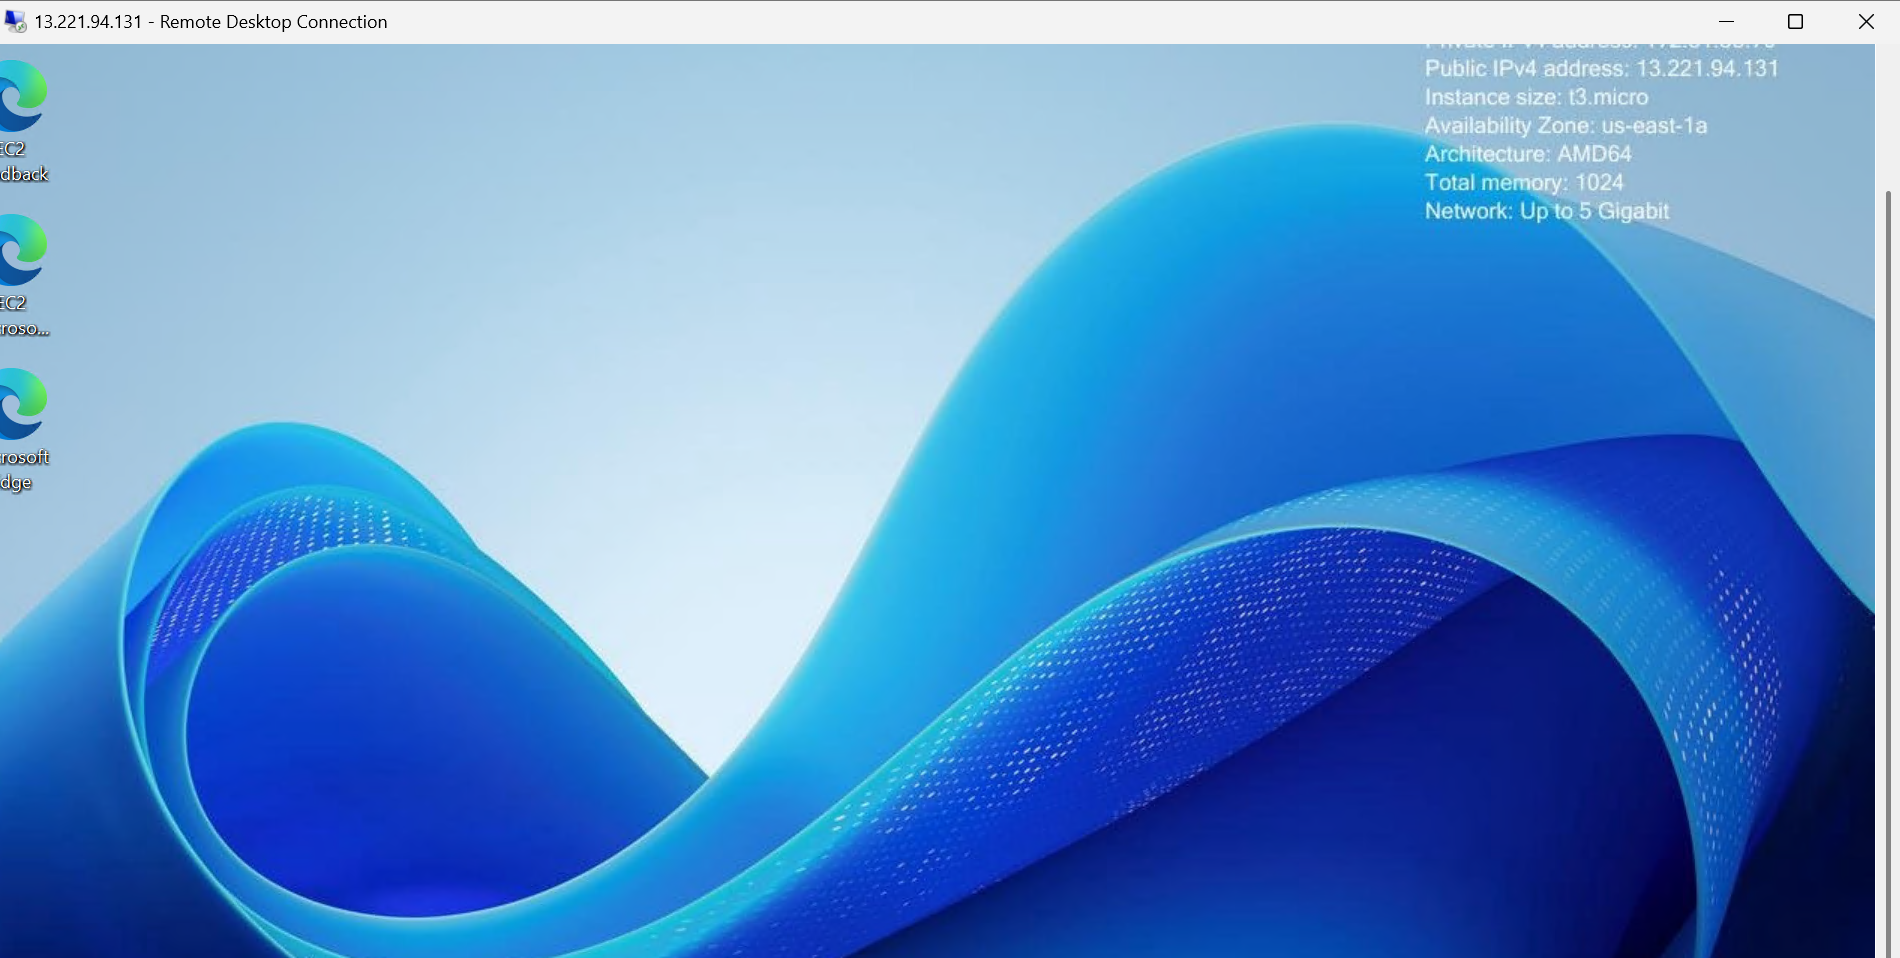 13.221.94.131 - Remote Desktop Connection
Public IPv4 address: 13.221.94.131
Instance size: t3.micro
Availability Zone: us-east-1a
Architecture: AMD64
Total memory: 1024
Network: Up to 5 Gigabit
EC2
dback
EC2
roso...
rosoft
dge